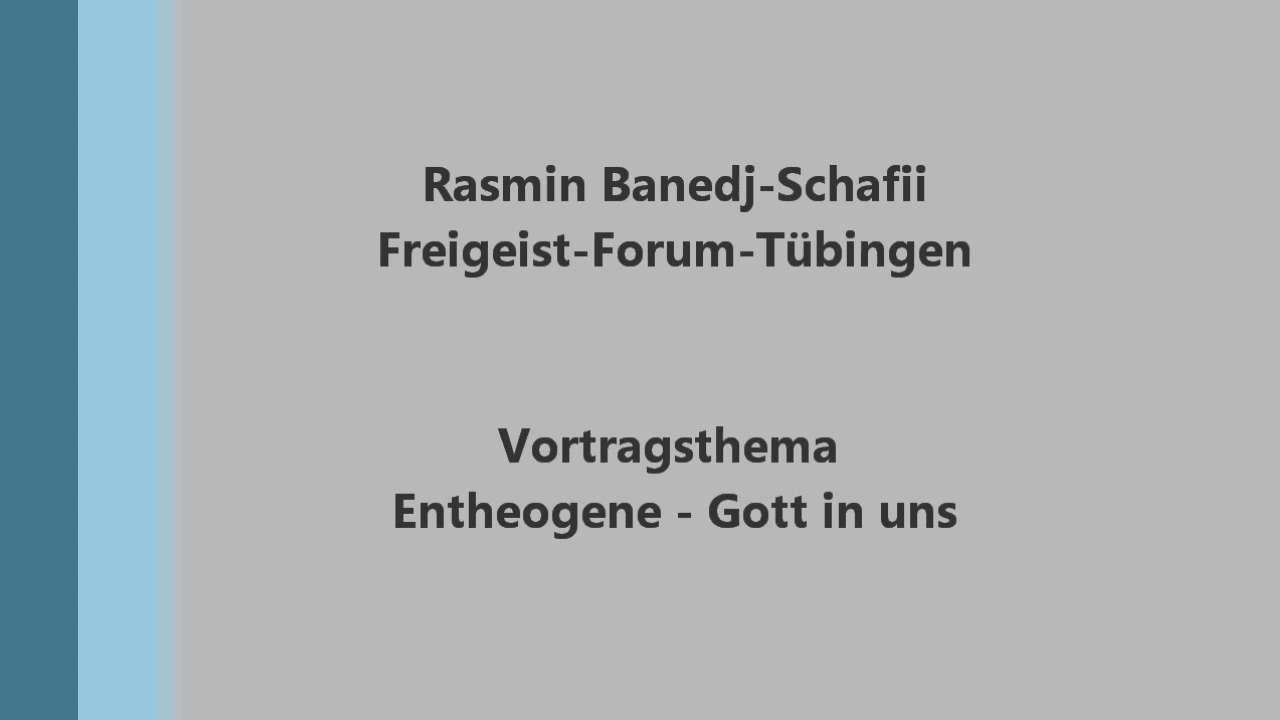 Rasmin Banedj-Schafii
Freigeist-Forum-Tübingen
Vortragsthema
Entheogene - Gott in uns